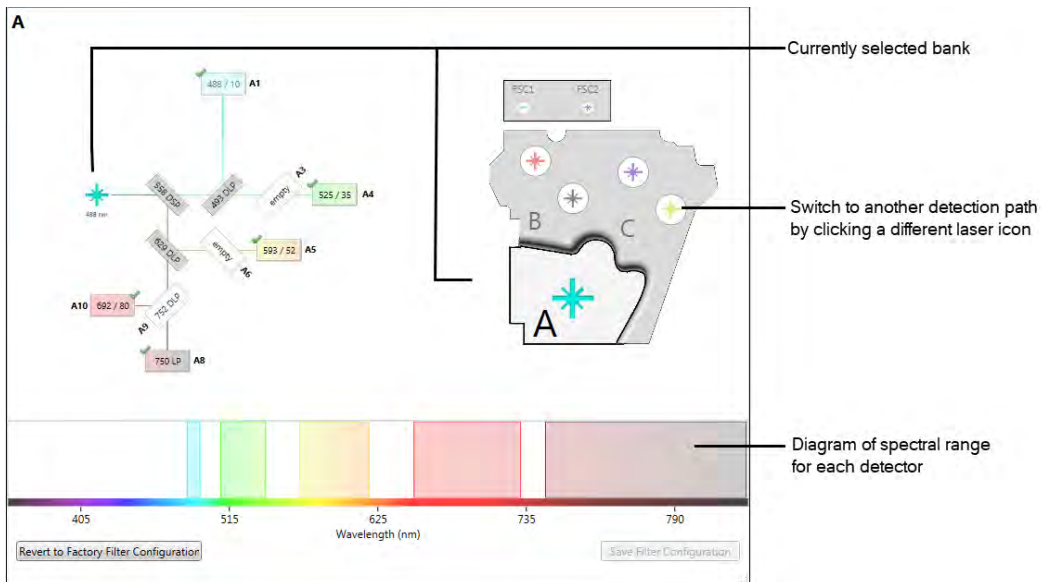 A
Currently selected bank
488 / 10 A1
FSC1 FSC2
558 DSP
493 DLP
empty
A3
525 / 35 A4
488 nm
Switch to another detection path
by clicking a different laser icon
B
C
629 DLP
empty
A6
593 / 52 A5
A10 692 / 80
752 DLP
A9
750 LP A8
A
Diagram of spectral range
for each detector
405 515 625 735 790
Wavelength (nm)
Revert to Factory Filter Configuration
Save Filter Configuration